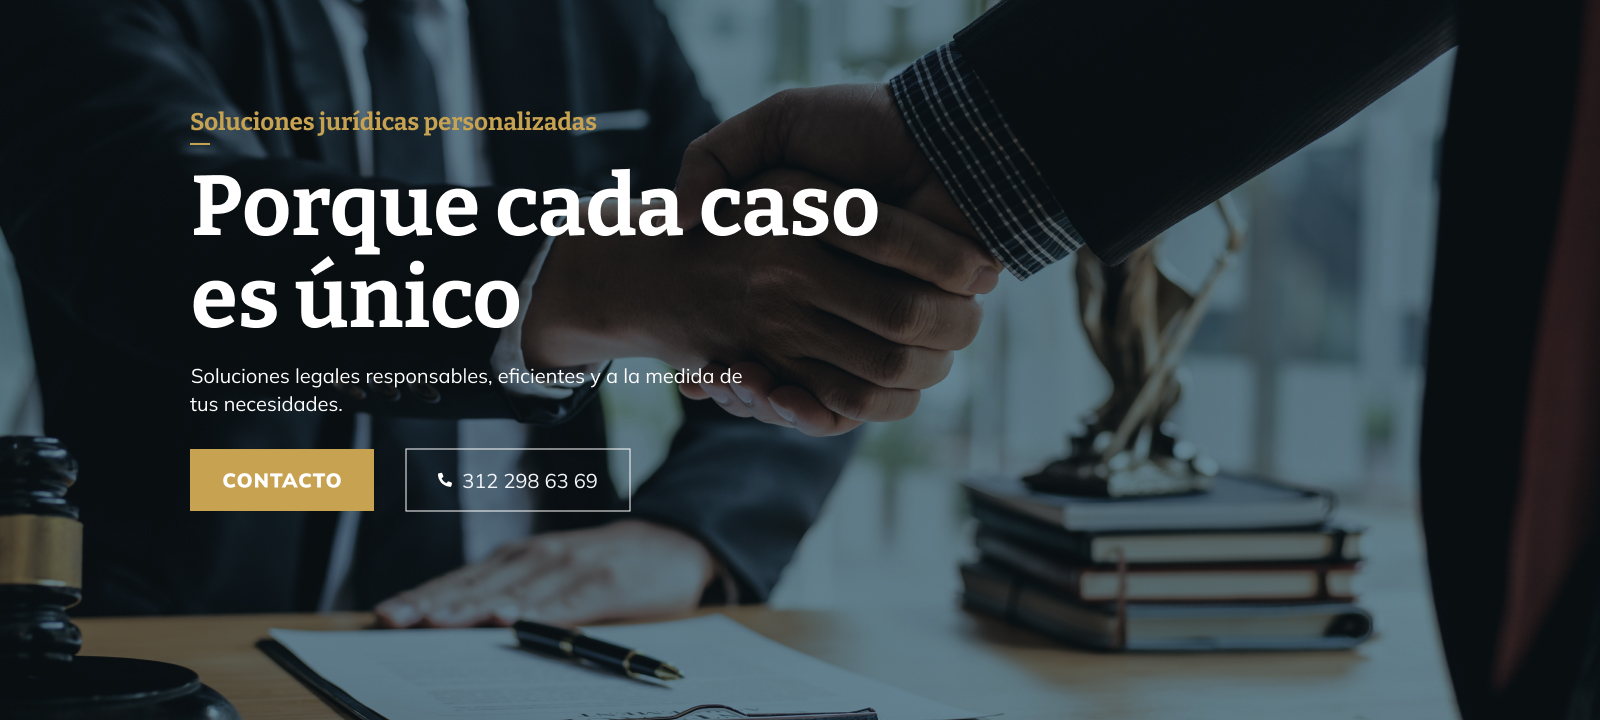 Soluciones jurídicas personalizadas
Porque cada caso
es único
Soluciones legales responsables, eficientes y a la medida de
tus necesidades.
CONTACTO
312 298 63 69